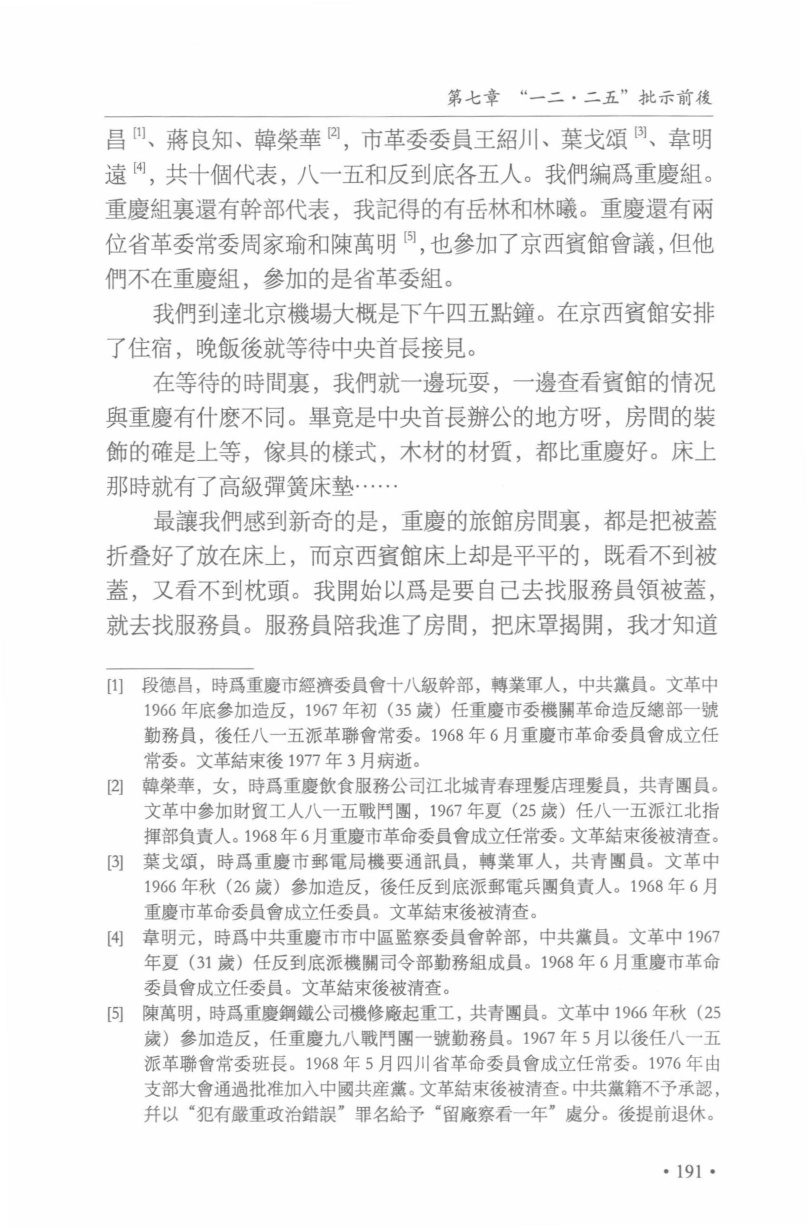 第七章 “一二·二五”批示前後
昌[1]、蔣良知、韓榮華[2]，市革委委員王紹川、葉戈頌[3]、韋明
遠[4]，共十個代表，八一五和反到底各五人。我們編爲重慶組。
重慶組裏還有幹部代表，我記得的有岳林和林曦。重慶還有兩
位省革委常委周家瑜和陳萬明[5]，也參加了京西賓館會議，但他
們不在重慶組，參加的是省革委組。
我們到達北京機場大概是下午四五點鐘。在京西賓館安排
了住宿，晚飯後就等待中央首長接見。
在等待的時間裏，我們就一邊玩耍，一邊查看賓館的情况
與重慶有什麽不同。畢竟是中央首長辦公的地方呀，房間的裝
飾的確是上等，傢具的樣式，木材的材質，都比重慶好。床上
那時就有了高級彈簧床墊……
最讓我們感到新奇的是，重慶的旅館房間裏，都是把被蓋
折叠好了放在床上，而京西賓館床上却是平平的，既看不到被
蓋，又看不到枕頭。我開始以爲是要自己去找服務員領被蓋，
就去找服務員。服務員陪我進了房間，把床罩揭開，我才知道
[1] 段德昌，時爲重慶市經濟委員會十八級幹部，轉業軍人，中共黨員。文革中
1966 年底參加造反，1967 年初（35 歲）任重慶市委機關革命造反總部一號
勤務員，後任八一五派革聯會常委。1968 年 6 月重慶市革命委員會成立任
常委。文革結束後 1977 年 3 月病逝。
[2] 韓榮華，女，時爲重慶飲食服務公司江北城青春理髮店理髮員，共青團員。
文革中參加財貿工人八一五戰鬥團，1967 年夏（25 歲）任八一五派江北指
揮部負責人。1968 年 6 月重慶市革命委員會成立任常委。文革結束後被清查。
[3] 葉戈頌，時爲重慶市郵電局機要通訊員，轉業軍人，共青團員。文革中
1966 年秋（26 歲）參加造反，後任反到底派郵電兵團負責人。1968 年 6 月
重慶市革命委員會成立任委員。文革結束後被清查。
[4] 韋明元，時爲中共重慶市市中區監察委員會幹部，中共黨員。文革中 1967
年夏（31 歲）任反到底派機關司令部勤務組成員。1968 年 6 月重慶市革命
委員會成立任委員。文革結束後被清查。
[5] 陳萬明，時爲重慶鋼鐵公司機修廠起重工，共青團員。文革中 1966 年秋（25
歲）參加造反，任重慶九八戰鬥團一號勤務員。1967 年 5 月以後任八一五
派革聯會常委班長。1968 年 5 月四川省革命委員會成立任常委。1976 年由
支部大會通過批准加入中國共産黨。文革結束後被清查。中共黨籍不予承認，
幷以“犯有嚴重政治錯誤”罪名給予“留廠察看一年”處分。後提前退休。
• 191 •